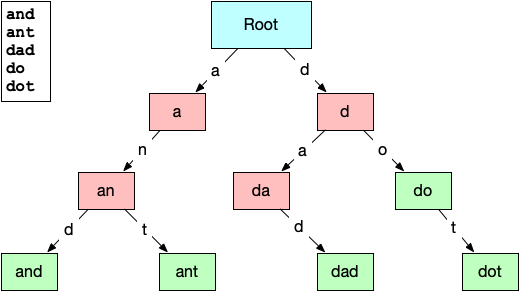 and
ant
dad
do
dot
Root
a d
a d
n a o
an da do
d t d t
and ant dad dot